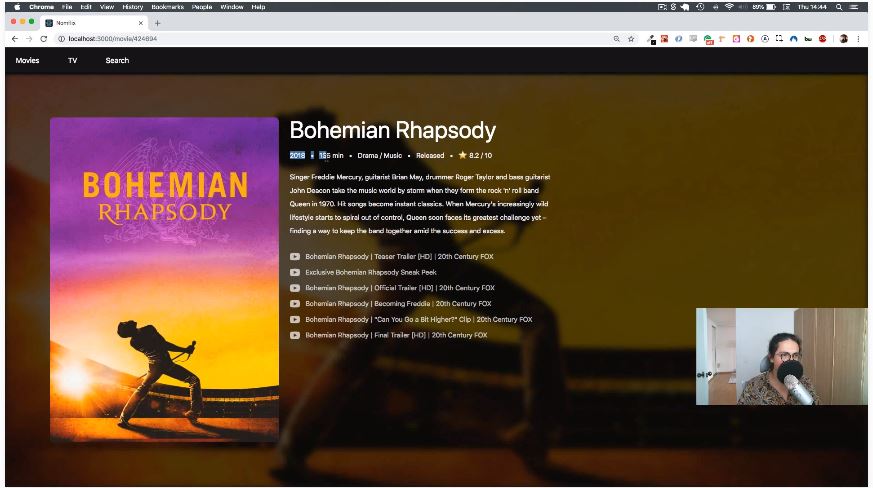 Chrome File Edit View History Bookmarks People Window Help
89% Thu 14:44
Nomflix
localhost:3000/movie/424694
Movies TV Search
Bohemian Rhapsody
2018 • 135 min • Drama / Music • Released • ⭐ 8.2 / 10
Singer Freddie Mercury, guitarist Brian May, drummer Roger Taylor and bass guitarist
John Deacon take the music world by storm when they form the rock 'n' roll band
Queen in 1970. Hit songs become instant classics. When Mercury's increasingly wild
lifestyle starts to spiral out of control, Queen soon faces its greatest challenge yet –
finding a way to keep the band together amid the success and excess.
Bohemian Rhapsody | Teaser Trailer [HD] | 20th Century FOX
Exclusive Bohemian Rhapsody Sneak Peek
Bohemian Rhapsody | Official Trailer [HD] | 20th Century FOX
Bohemian Rhapsody | Becoming Freddie | 20th Century FOX
Bohemian Rhapsody | "Can You Go a Bit Higher?" Clip | 20th Century FOX
Bohemian Rhapsody | Final Trailer [HD] | 20th Century FOX
BOHEMIAN
RHAPSODY